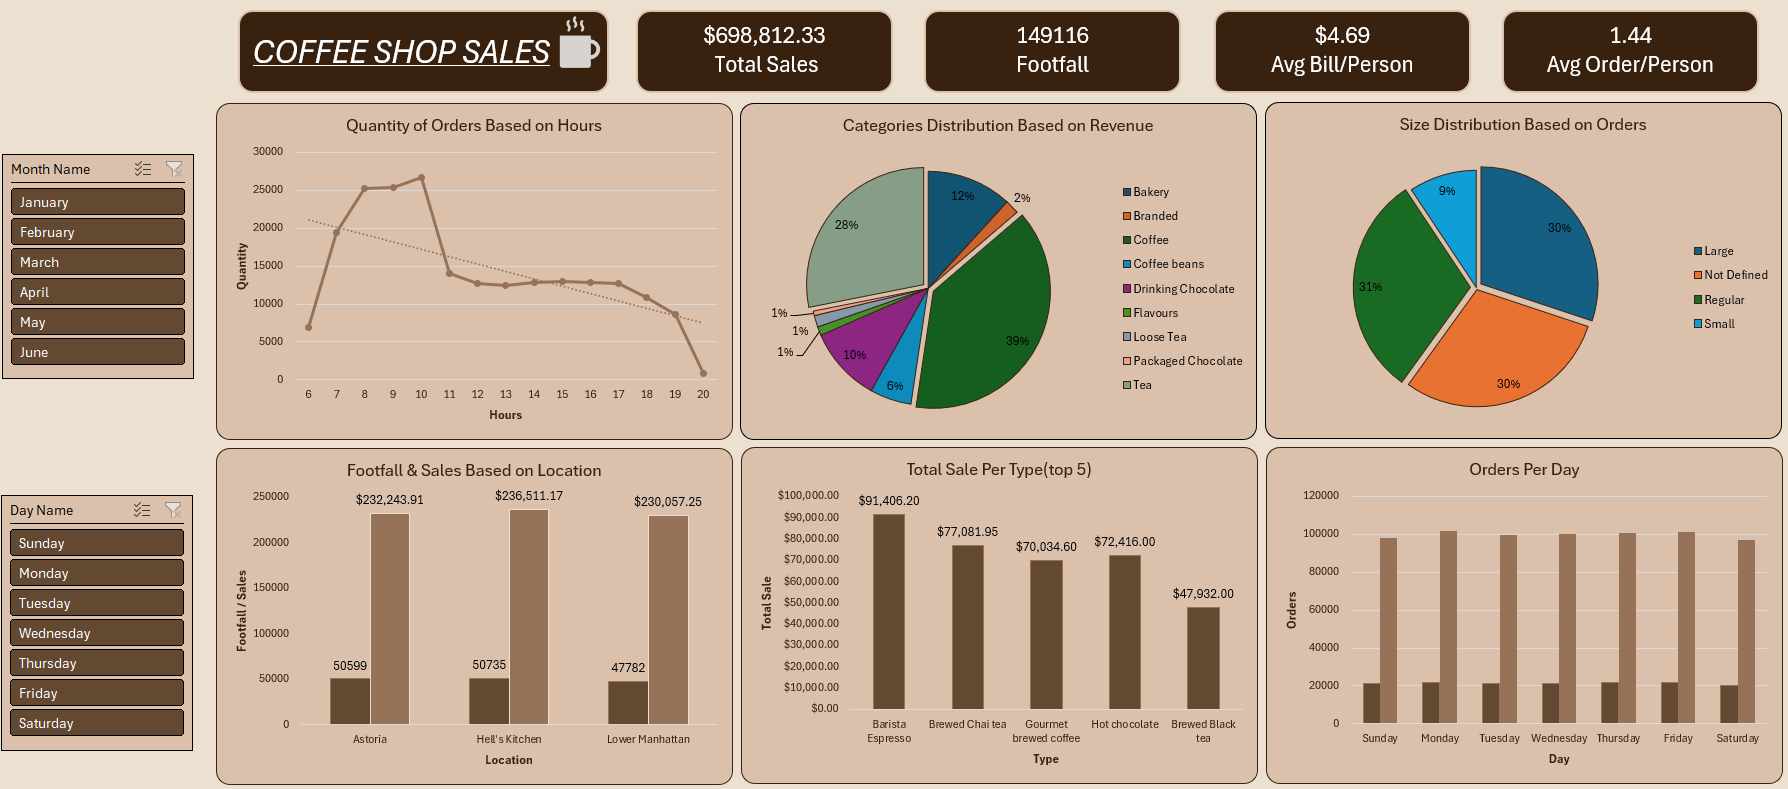 COFFEE SHOP SALES
$698,812.33
Total Sales
149116
Footfall
$4.69
Avg Bill/Person
1.44
Avg Order/Person
Month Name
January
February
March
April
May
June
Day Name
Sunday
Monday
Tuesday
Wednesday
Thursday
Friday
Saturday
Quantity of Orders Based on Hours
Quantity
30000
25000
20000
15000
10000
5000
0
6 7 8 9 10 11 12 13 14 15 16 17 18 19 20
Hours
Categories Distribution Based on Revenue
12%
2%
28%
39%
1%
1%
1%
10%
6%
Bakery
Branded
Coffee
Coffee beans
Drinking Chocolate
Flavours
Loose Tea
Packaged Chocolate
Tea
Size Distribution Based on Orders
9%
30%
31%
30%
Large
Not Defined
Regular
Small
Footfall & Sales Based on Location
Footfall / Sales
250000
200000
150000
100000
50000
0
$232,243.91
$236,511.17
$230,057.25
50599
50735
47782
Astoria
Hell's Kitchen
Lower Manhattan
Location
Total Sale Per Type(top 5)
Total Sale
$100,000.00
$90,000.00
$80,000.00
$70,000.00
$60,000.00
$50,000.00
$40,000.00
$30,000.00
$20,000.00
$10,000.00
$0.00
$91,406.20
$77,081.95
$70,034.60
$72,416.00
$47,932.00
Barista
Espresso
Brewed Chai tea
Gourmet
brewed coffee
Hot chocolate
Brewed Black
tea
Type
Orders Per Day
Orders
120000
100000
80000
60000
40000
20000
0
Sunday Monday Tuesday Wednesday Thursday Friday Saturday
Day